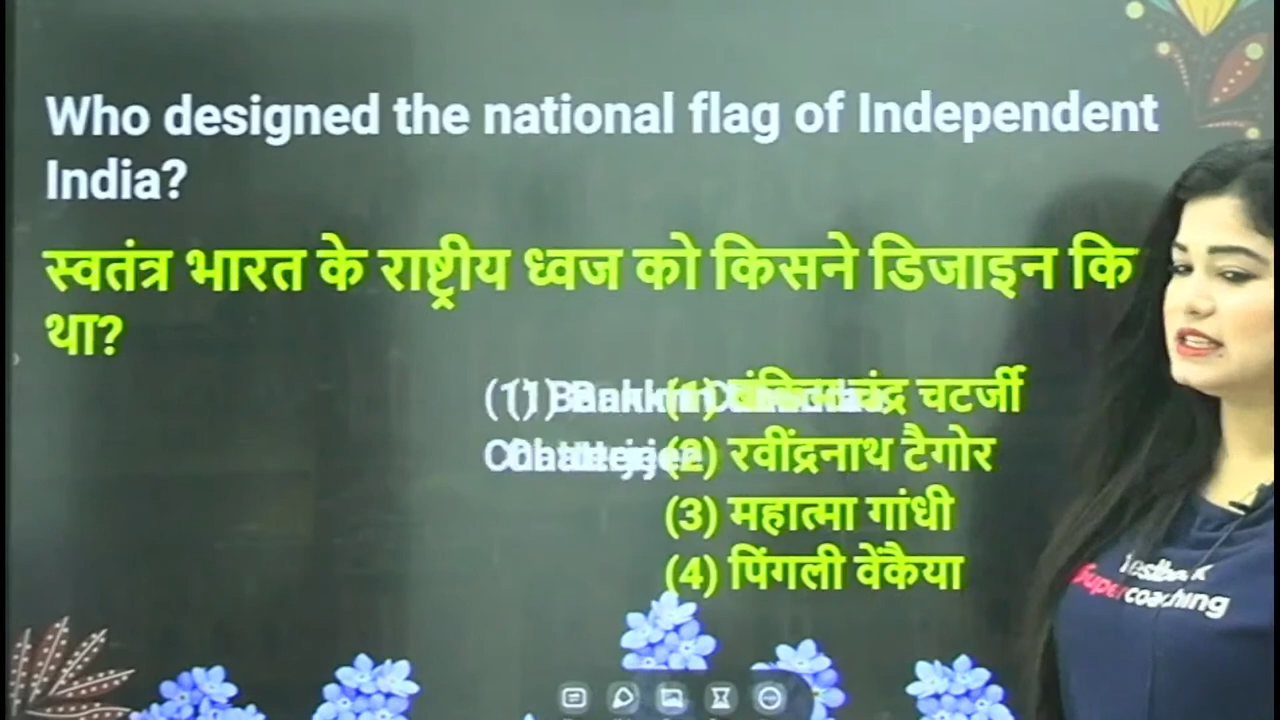 Who designed the national flag of Independent
India?
स्वतंत्र भारत के राष्ट्रीय ध्वज को किसने डिजाइन कि
था?
(1) चंद्र चटर्जी
(2) रवींद्रनाथ टैगोर
(3) महात्मा गांधी
(4) पिंगली वेंकैया
Supercoaching